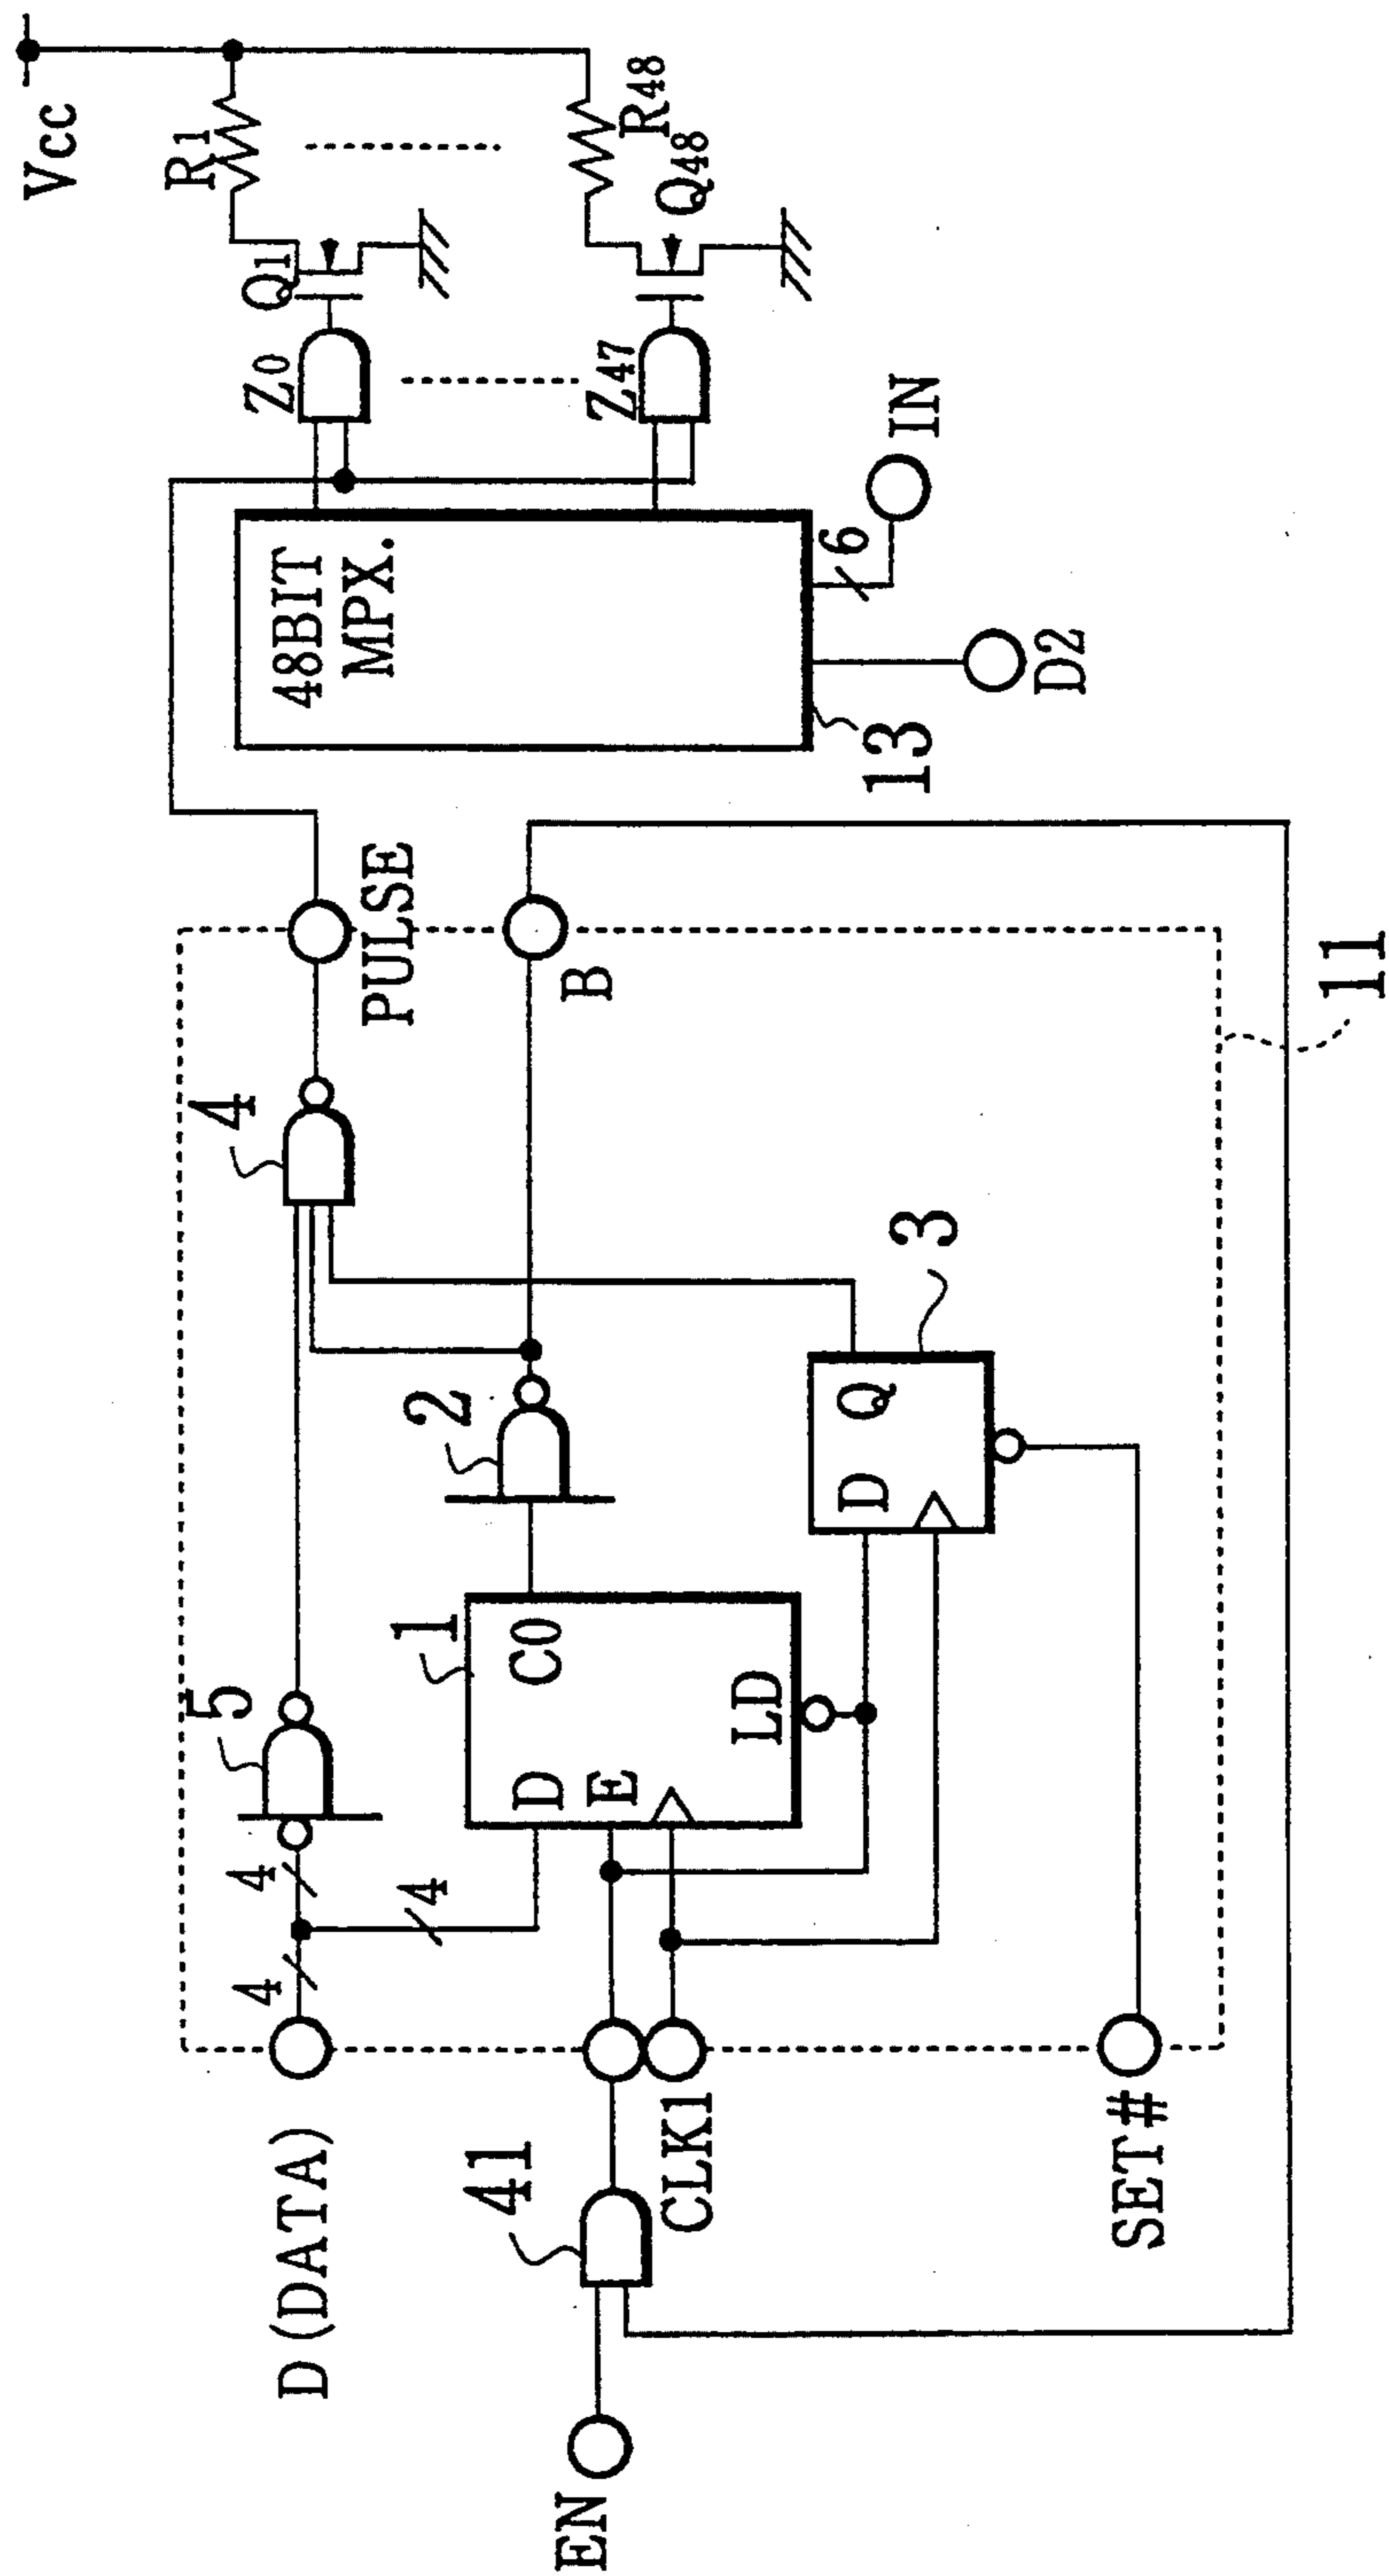 Vcc
R1
R48
Q1
Q48
Z0
Z47
48BIT
MPX.
6
IN
D2
13
PULSE
B
11
4
2
3
5
1
D
E
CO
LD
D
Q
4
4
4
D(DATA)
41
CLK1
SET#
EN